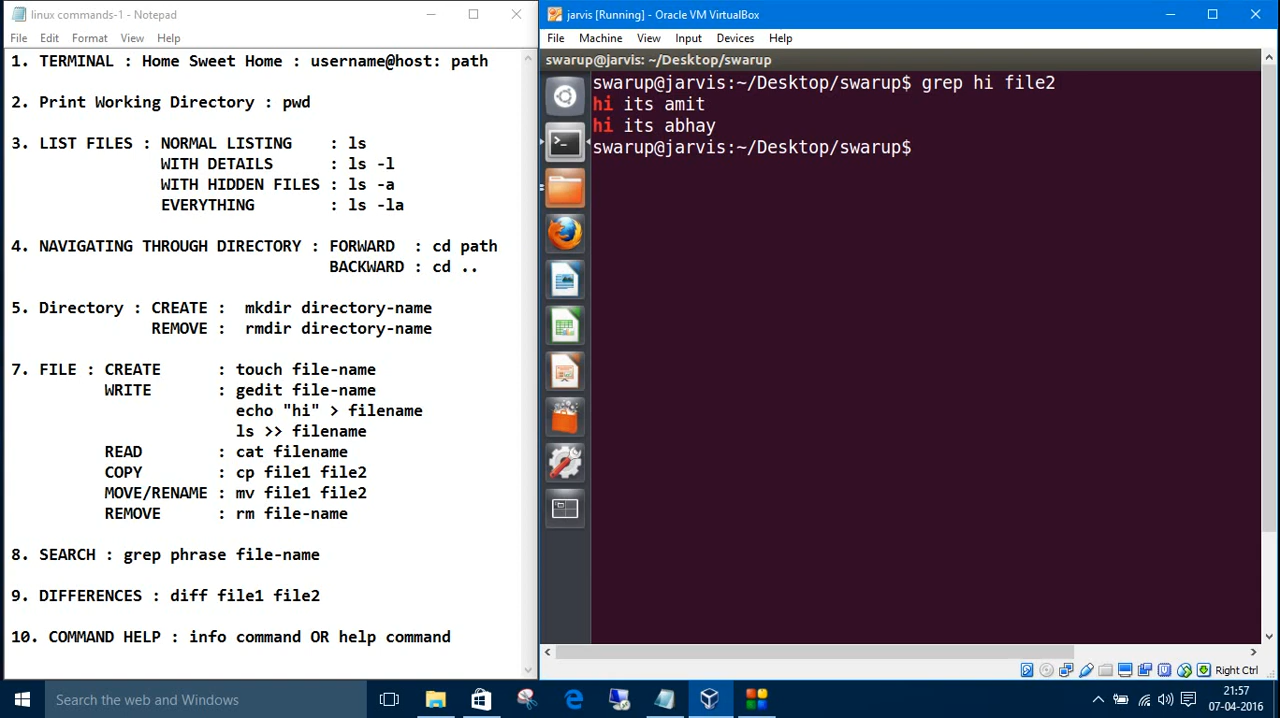 linux commands-1 - Notepad
File Edit Format View Help
1. TERMINAL : Home Sweet Home : username@host: path
2. Print Working Directory : pwd
3. LIST FILES : NORMAL LISTING : ls
WITH DETAILS : ls -l
WITH HIDDEN FILES : ls -a
EVERYTHING : ls -la
4. NAVIGATING THROUGH DIRECTORY : FORWARD : cd path
BACKWARD : cd ..
5. Directory : CREATE : mkdir directory-name
REMOVE : rmdir directory-name
7. FILE : CREATE : touch file-name
WRITE : gedit file-name
echo "hi" > filename
ls >> filename
READ : cat filename
COPY : cp file1 file2
MOVE/RENAME : mv file1 file2
REMOVE : rm file-name
8. SEARCH : grep phrase file-name
9. DIFFERENCES : diff file1 file2
10. COMMAND HELP : info command OR help command
jarvis [Running] - Oracle VM VirtualBox
File Machine View Input Devices Help
swarup@jarvis: ~/Desktop/swarup
swarup@jarvis:~/Desktop/swarup$ grep hi file2
hi its amit
hi its abhay
swarup@jarvis:~/Desktop/swarup$
Right Ctrl
Search the web and Windows
21:57
07-04-2016